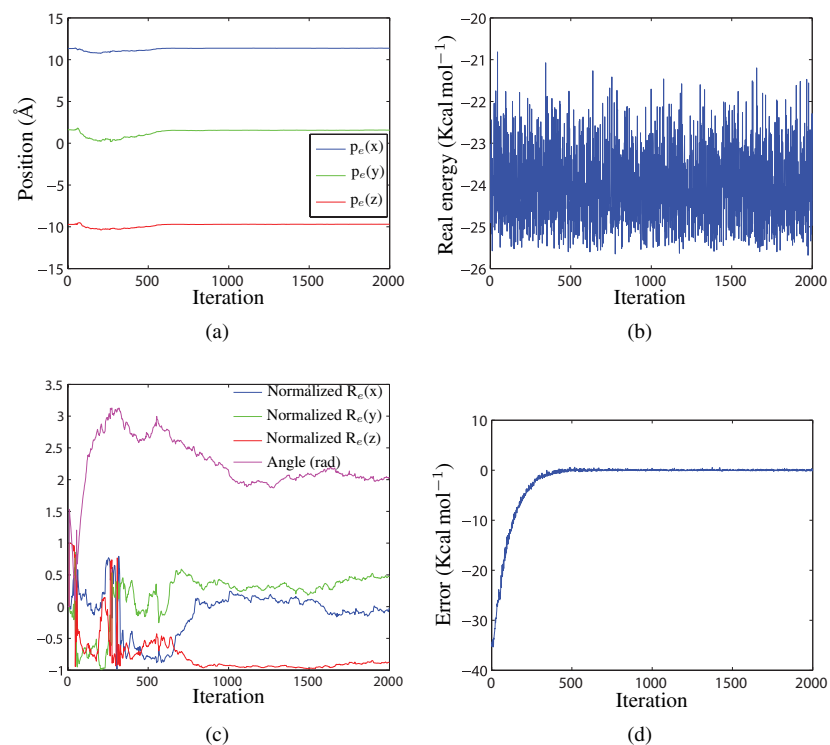 15
10
5
0
−5
−10
−15
0 500 1000 1500 2000
Position (Å)
Iteration
pₑ(x)
pₑ(y)
pₑ(z)
(a)
−20
−21
−22
−23
−24
−25
−26
0 500 1000 1500 2000
Real energy (Kcal mol⁻¹)
Iteration
(b)
3.5
3
2.5
2
1.5
1
0.5
0
−0.5
−1
0 500 1000 1500 2000
Normalized Rₑ(x)
Normalized Rₑ(y)
Normalized Rₑ(z)
Angle (rad)
Iteration
(c)
10
0
−10
−20
−30
−40
0 500 1000 1500 2000
Error (Kcal mol⁻¹)
Iteration
(d)